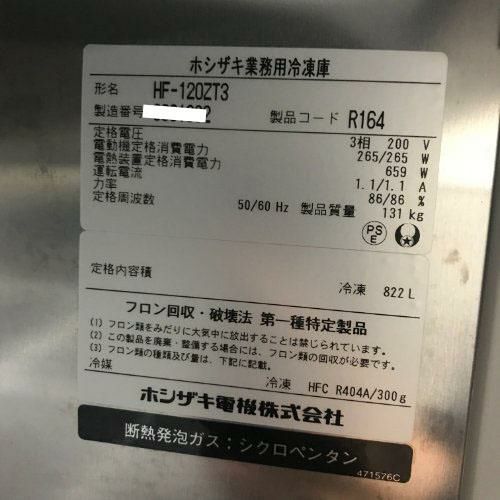 ホシザキ業務用冷凍庫
形名 HF-120ZT3
製造番号 製品コード R164
定格電圧 3相 200 V
電動機定格消費電力 265/265 W
電熱装置定格消費電力 659 W
運転電流 1.1/1.1 A
力率 86/86 %
定格周波数 50/60 Hz 製品質量 131 kg
PS
E
定格内容積
冷凍 822 L
フロン回収・破壊法 第一種特定製品
(1) フロン類をみだりに大気中に放出することは禁じられています。
(2) この製品を廃棄・整備する場合には、フロン類の回収が必要です。
(3) フロン類の種類及び量は、下記に記載。
冷媒
冷凍 HFC R404A/300g
ホシザキ電機株式会社
断熱発泡ガス：シクロペンタン
471576C